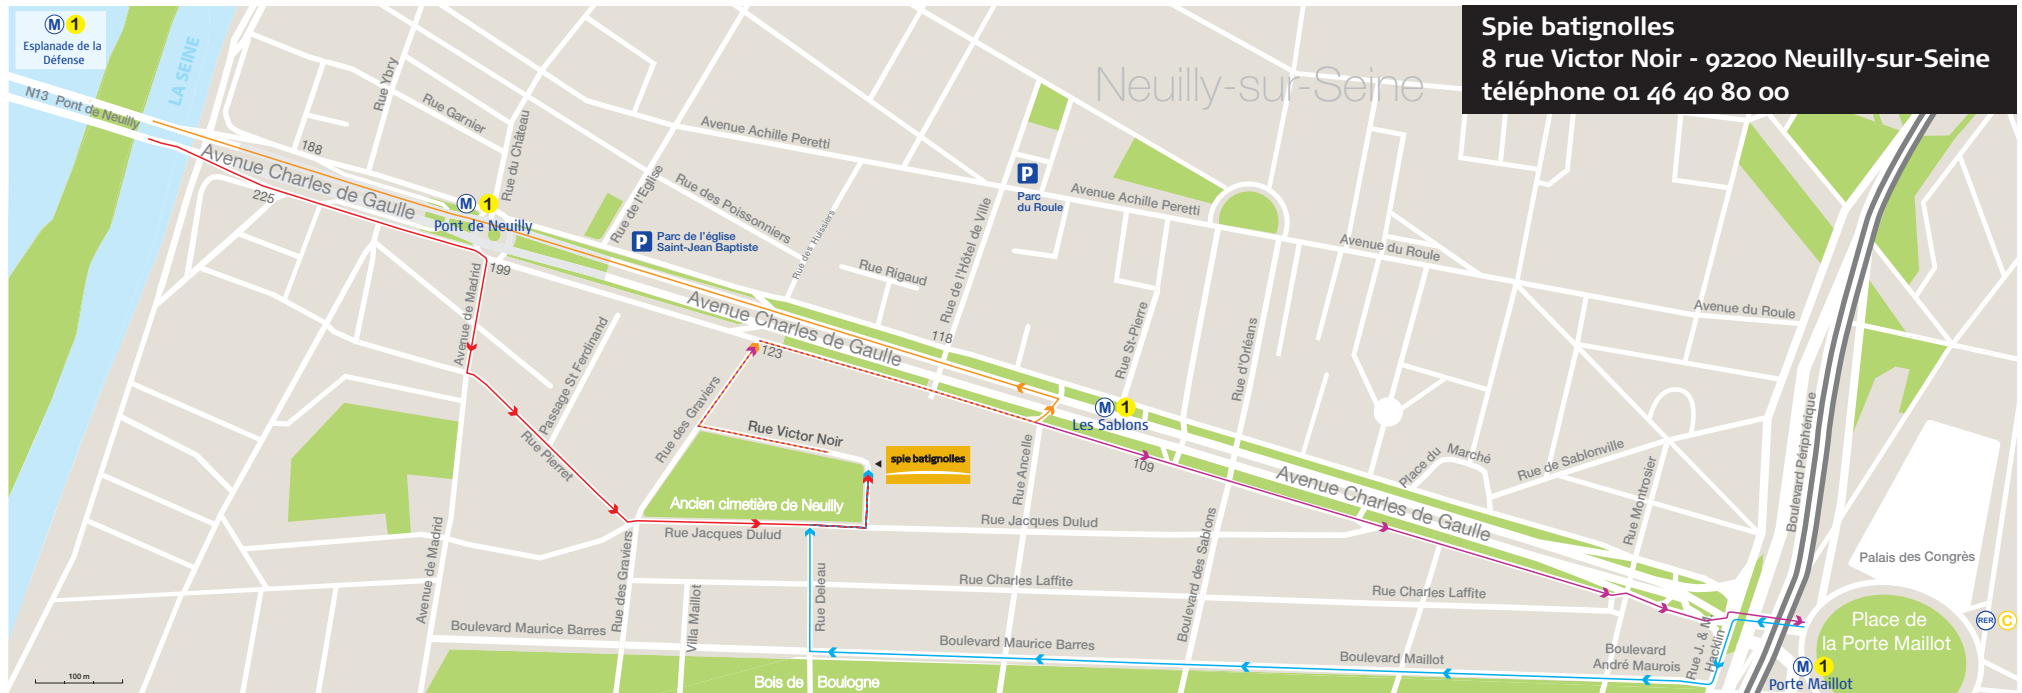 M 1
Esplanade de la
Défense
LA SEINE
N13 Pont de Neuilly
Spie batignolles
8 rue Victor Noir - 92200 Neuilly-sur-Seine
téléphone 01 46 40 80 00
Neuilly-sur-Seine
Rue Ybry
Rue Garnier
Rue du Château
188
Avenue Charles de Gaulle
225
M 1
Pont de Neuilly
199
Avenue Achille Peretti
Rue de l'Eglise
Rue des Poissonniers
Rue des Huissiers
P
Parc de l'église
Saint-Jean Baptiste
Rue Rigaud
P
Parc
du Roule
Avenue Achille Peretti
Rue de l'Hôtel de Ville
Avenue du Roule
Avenue du Roule
Avenue de Madrid
Passage St Ferdinand
Avenue Charles de Gaulle
118
123
Rue St-Pierre
Rue d'Orléans
Rue des Graviers
Rue Victor Noir
spie batignolles
M 1
Les Sablons
109
Rue Ancelle
Rue Pierret
Ancien cimetière de Neuilly
Rue Jacques Dulud
Rue Jacques Dulud
Avenue Charles de Gaulle
Place du
Marché
Rue de Sablonville
Rue Montrosier
Boulevard Périphérique
Palais des Congrès
Avenue de Madrid
Rue des Graviers
Villa Maillot
Rue Deleau
Rue Charles Laffite
Rue Charles Laffite
Boulevard des Sablons
Boulevard Maurice Barres
Boulevard Maurice Barres
Boulevard Maillot
Boulevard
André Maurois
Rue J. & M.
Hacklin
Place de
la Porte Maillot
RER C
M 1
Porte Maillot
Bois de Boulogne
100 m